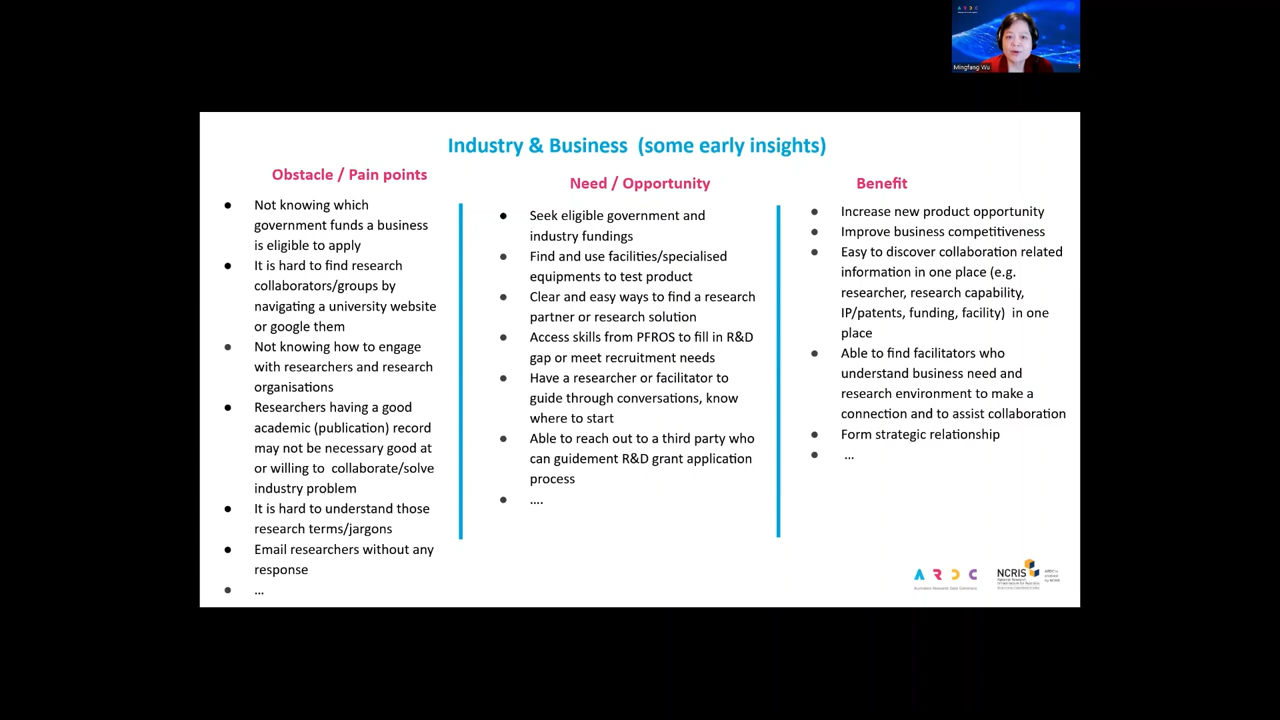 A R D C
Mingfang Wu
Industry & Business (some early insights)
Obstacle / Pain points
● Not knowing which
government funds a business
is eligible to apply
● It is hard to find research
collaborators/groups by
navigating a university website
or google them
● Not knowing how to engage
with researchers and research
organisations
● Researchers having a good
academic (publication) record
may not be necessary good at
or willing to collaborate/solve
industry problem
● It is hard to understand those
research terms/jargons
● Email researchers without any
response
● ...
Need / Opportunity
● Seek eligible government and
industry fundings
● Find and use facilities/specialised
equipments to test product
● Clear and easy ways to find a research
partner or research solution
● Access skills from PFROS to fill in R&D
gap or meet recruitment needs
● Have a researcher or facilitator to
guide through conversations, know
where to start
● Able to reach out to a third party who
can guidement R&D grant application
process
● ....
Benefit
● Increase new product opportunity
● Improve business competitiveness
● Easy to discover collaboration related
information in one place (e.g.
researcher, research capability,
IP/patents, funding, facility) in one
place
● Able to find facilitators who
understand business need and
research environment to make a
connection and to assist collaboration
● Form strategic relationship
● ...
A R D C
Australian Research Data Commons
NCRIS
National Research
Infrastructure for Australia